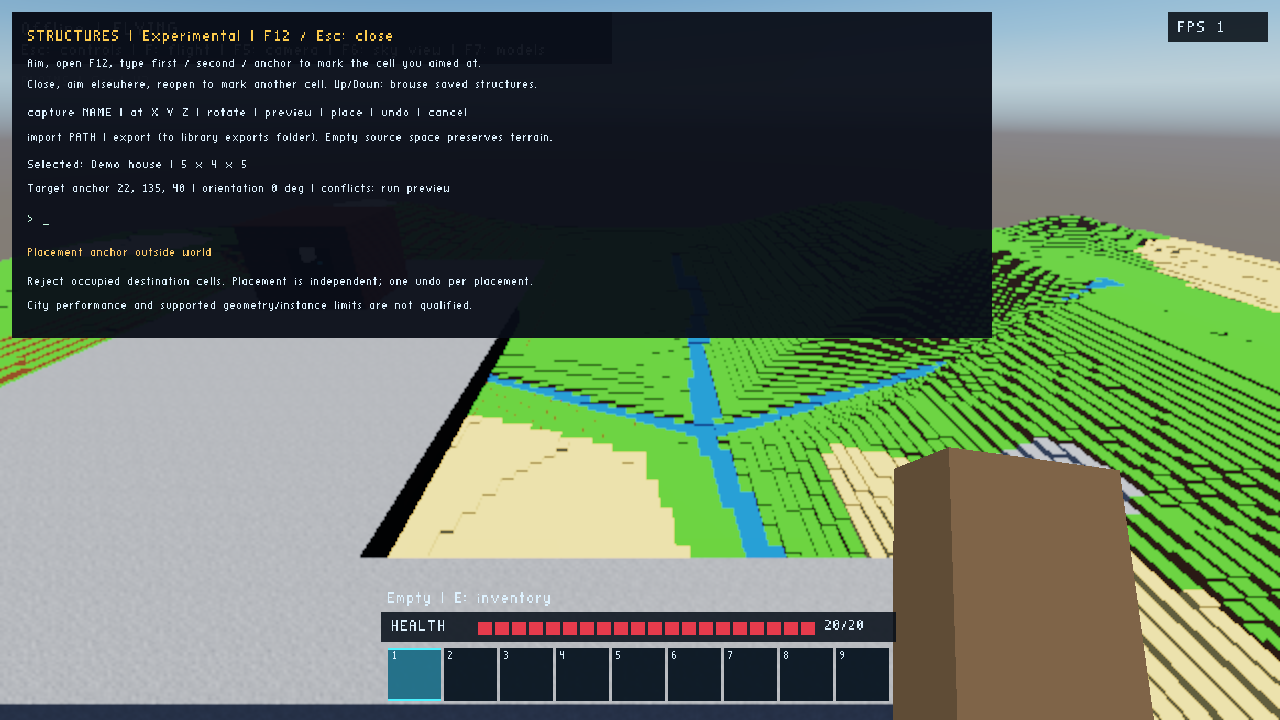 STRUCTURES | Experimental | F12 / Esc: close
FPS 1
Aim, open F12, type first / second / anchor to mark the cell you aimed at.
Close, aim elsewhere, reopen to mark another cell. Up/Down: browse saved structures.
capture NAME | at X Y Z | rotate | preview | place | undo | cancel
import PATH | export (to library exports folder). Empty source space preserves terrain.
Selected: Demo house | 5 x 4 x 5
Target anchor 22, 135, 40 | orientation 0 deg | conflicts: run preview
> _
Placement anchor outside world
Reject occupied destination cells. Placement is independent; one undo per placement.
City performance and supported geometry/instance limits are not qualified.
Empty | E: inventory
HEALTH 20/20
1 2 3 4 5 6 7 8 9